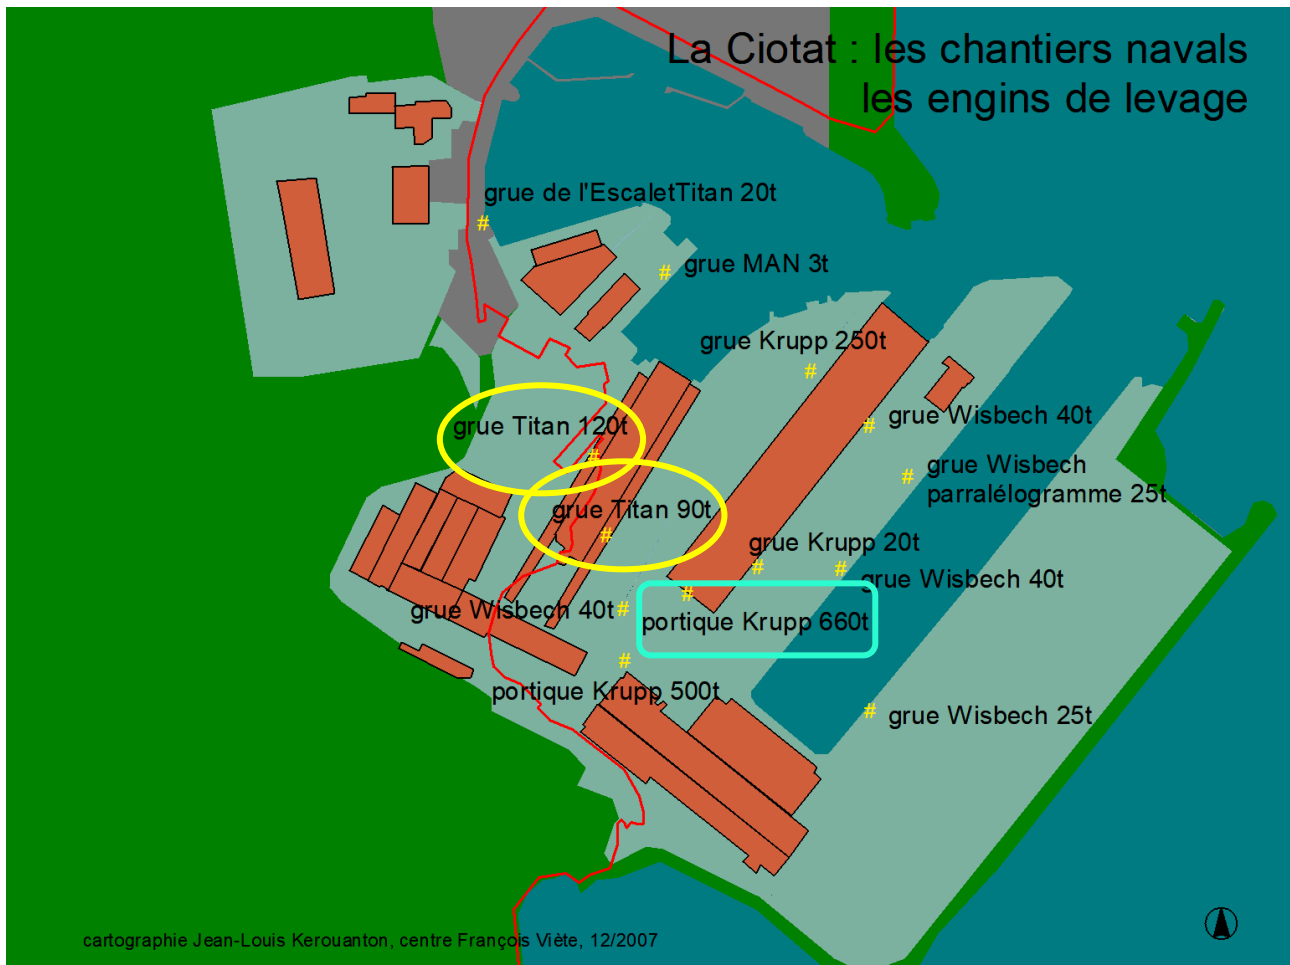 La Ciotat : les chantiers navals
les engins de levage
grue de l'EscaletTitan 20t
#
grue MAN 3t
#
grue Krupp 250t
#
grue Wisbech 40t
#
grue Titan 120t
#
grue Wisbech
parralélogramme 25t
#
grue Titan 90t
#
grue Krupp 20t
#
#
grue Wisbech 40t
#
grue Wisbech 40t
#
portique Krupp 660t
#
portique Krupp 500t
#
grue Wisbech 25t
cartographie Jean-Louis Kerouanton, centre François Viète, 12/2007